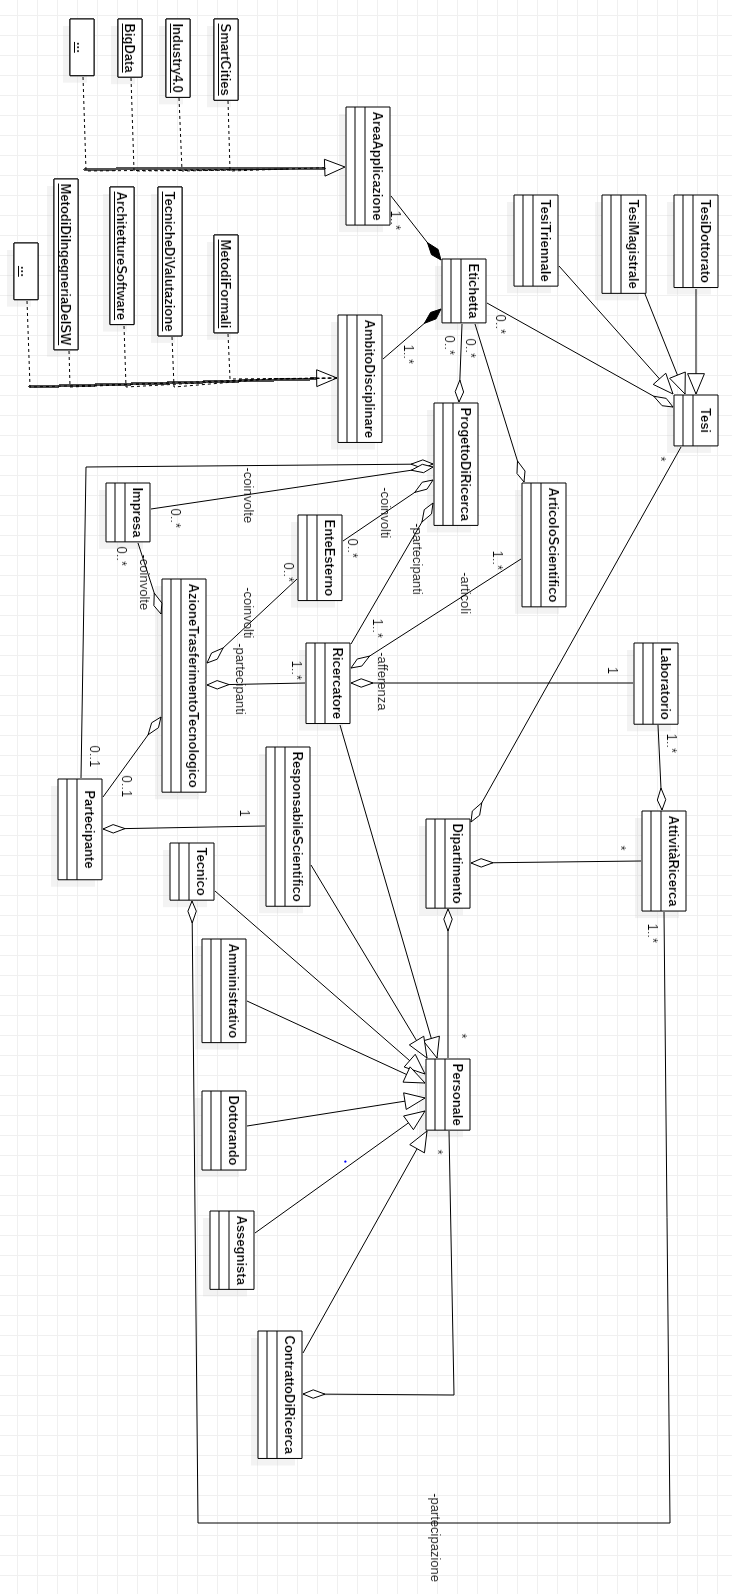 TesiDottorato
TesiMagistrale
TesiTriennale
Tesi
*
Etichetta
0..*
0..*
0..*
AreaApplicazione
1..*
AmbitoDisciplinare
1..*
SmartCities
Industry4.0
BigData
...
MetodiFormali
TecnicheDiValutazione
ArchitettureSoftware
MetodiDiIngegneriaDelSW
...
ProgettoDiRicerca
ArticoloScientifico
1..*
-articoli
Impresa
0..*
-coinvolte
0..*
-coinvolte
EnteEsterno
0..*
-coinvolti
0..*
-coinvolti
-partecipanti
1..*
AzioneTrasferimentoTecnologico
-partecipanti
1..*
Ricercatore
-afferenza
1
Laboratorio
1..*
AttivitàRicerca
*
1..*
Dipartimento
*
ResponsabileScientifico
1
Partecipante
0..1
0..1
Tecnico
Amministrativo
Dottorando
Assegnista
ContrattoDiRicerca
Personale
*
-partecipazione